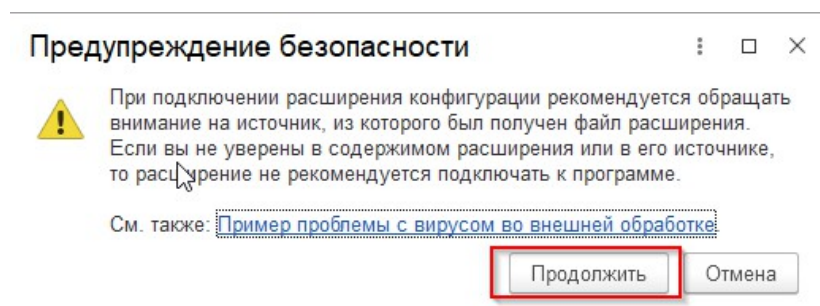 Предупреждение безопасности
При подключении расширения конфигурации рекомендуется обращать
внимание на источник, из которого был получен файл расширения.
Если вы не уверены в содержимом расширения или в его источнике,
то расширение не рекомендуется подключать к программе.
См. также: Пример проблемы с вирусом во внешней обработке.
Продолжить
Отмена